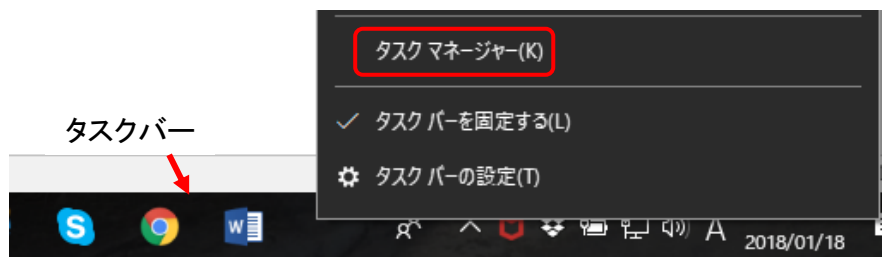 タスク マネージャー(K)
タスクバー
タスク バーを固定する(L)
タスク バーの設定(T)
A
2018/01/18